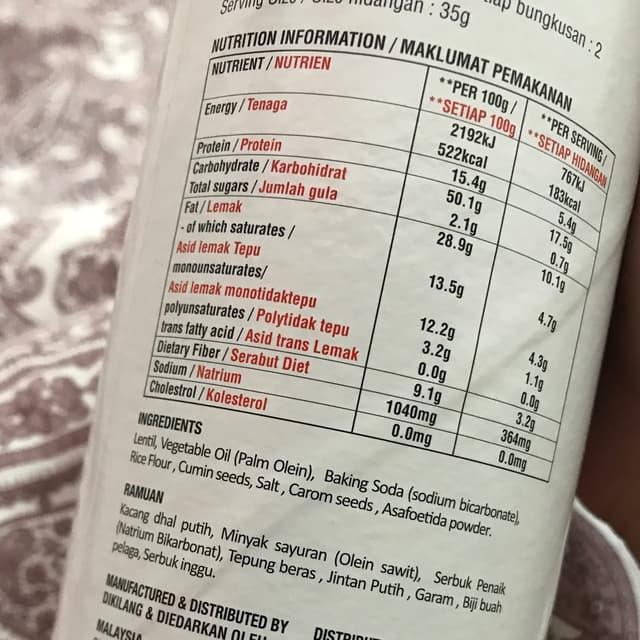 Serving Size / Saiz hidangan : 35g
tiap bungkusan : 2
NUTRITION INFORMATION / MAKLUMAT PEMAKANAN
NUTRIENT / NUTRIEN **PER 100g / **SETIAP 100g **PER SERVING / **SETIAP HIDANGAN
Energy / Tenaga 2192kJ 767kJ
522kcal 183kcal
Protein / Protein 15.4g 5.4g
Carbohydrate / Karbohidrat 50.1g 17.5g
Total sugars / Jumlah gula 2.1g 0.7g
Fat / Lemak 28.9g 10.1g
- of which saturates /
Asid lemak Tepu 13.5g 4.7g
monounsaturates/
Asid lemak monotidaktepu 12.2g 4.3g
polyunsaturates / Polytidak tepu 3.2g 1.1g
trans fatty acid / Asid trans Lemak 0.0g 0.0g
Dietary Fiber / Serabut Diet 9.1g 3.2g
Sodium / Natrium 1040mg 364mg
Cholestrol / Kolesterol 0.0mg 0.0mg
INGREDIENTS
Lentil, Vegetable Oil (Palm Olein), Baking Soda (sodium bicarbonate),
Rice Flour, Cumin seeds, Salt, Carom seeds, Asafoetida powder.
RAMUAN
Kacang dhal putih, Minyak sayuran (Olein sawit), Serbuk Penaik
(Natrium Bikarbonat), Tepung beras, Jintan Putih, Garam, Biji buah
pelaga, Serbuk inggu.
MANUFACTURED & DISTRIBUTED BY
DIKILANG & DIEDARKAN OLEH
MALAYSIA